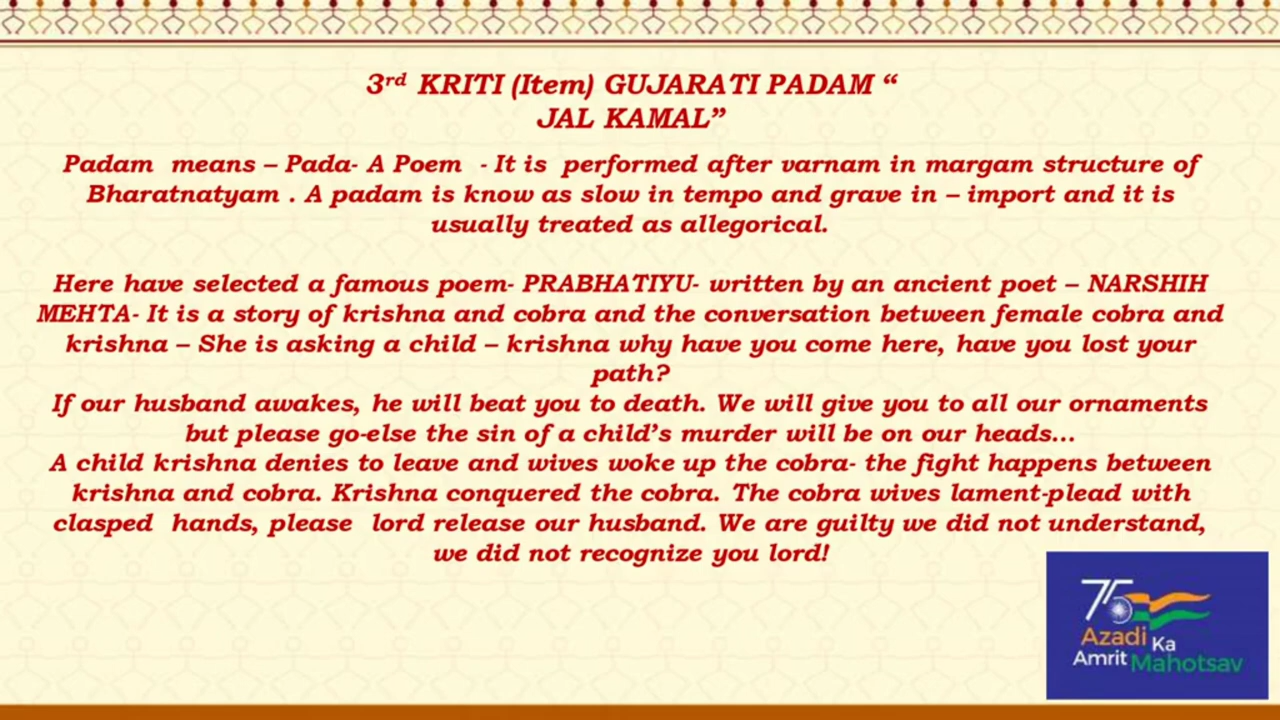 3rd KRITI (Item) GUJARATI PADAM “
JAL KAMAL”
Padam means – Pada- A Poem - It is performed after varnam in margam structure of
Bharatnatyam . A padam is know as slow in tempo and grave in – import and it is
usually treated as allegorical.
Here have selected a famous poem- PRABHATIYU- written by an ancient poet – NARSHIH
MEHTA- It is a story of krishna and cobra and the conversation between female cobra and
krishna – She is asking a child – krishna why have you come here, have you lost your
path?
If our husband awakes, he will beat you to death. We will give you to all our ornaments
but please go-else the sin of a child’s murder will be on our heads...
A child krishna denies to leave and wives woke up the cobra- the fight happens between
krishna and cobra. Krishna conquered the cobra. The cobra wives lament-plead with
clasped hands, please lord release our husband. We are guilty we did not understand,
we did not recognize you lord!
75
Azadi Ka
Amrit Mahotsav